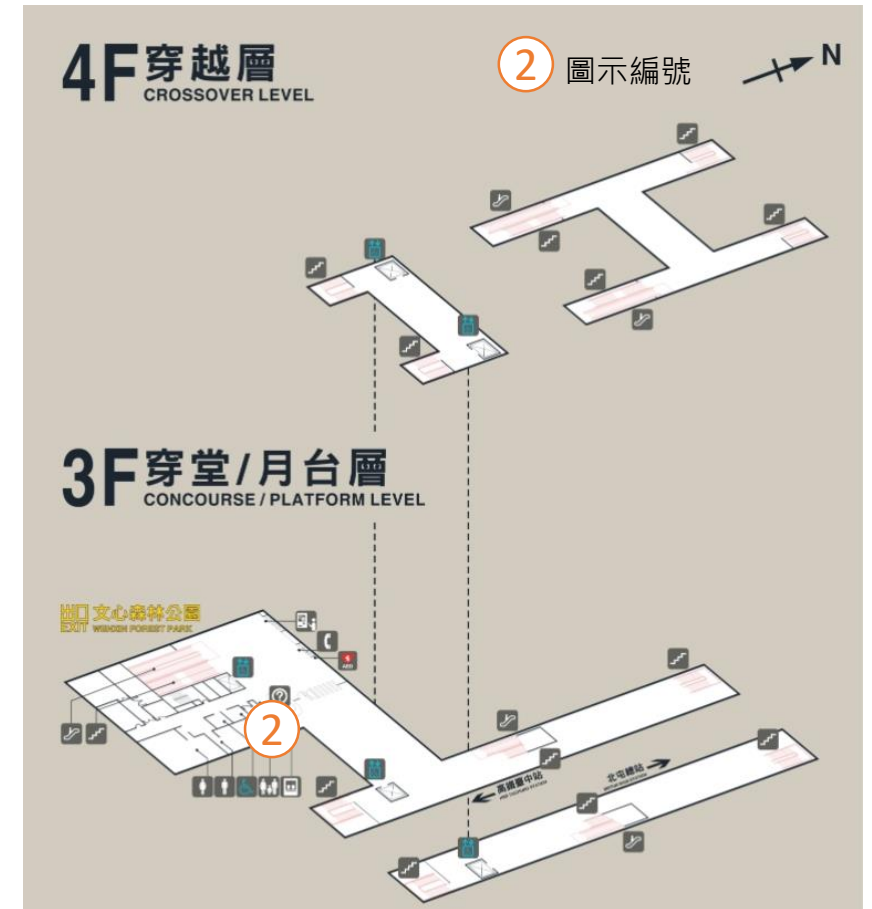 4F 穿越層
CROSSOVER LEVEL
2 圖示編號
N
3F 穿堂/月台層
CONCOURSE / PLATFORM LEVEL
出口 文心森林公園
EXIT WENXIN FOREST PARK
AED
?
2
高鐵臺中站
北屯總站